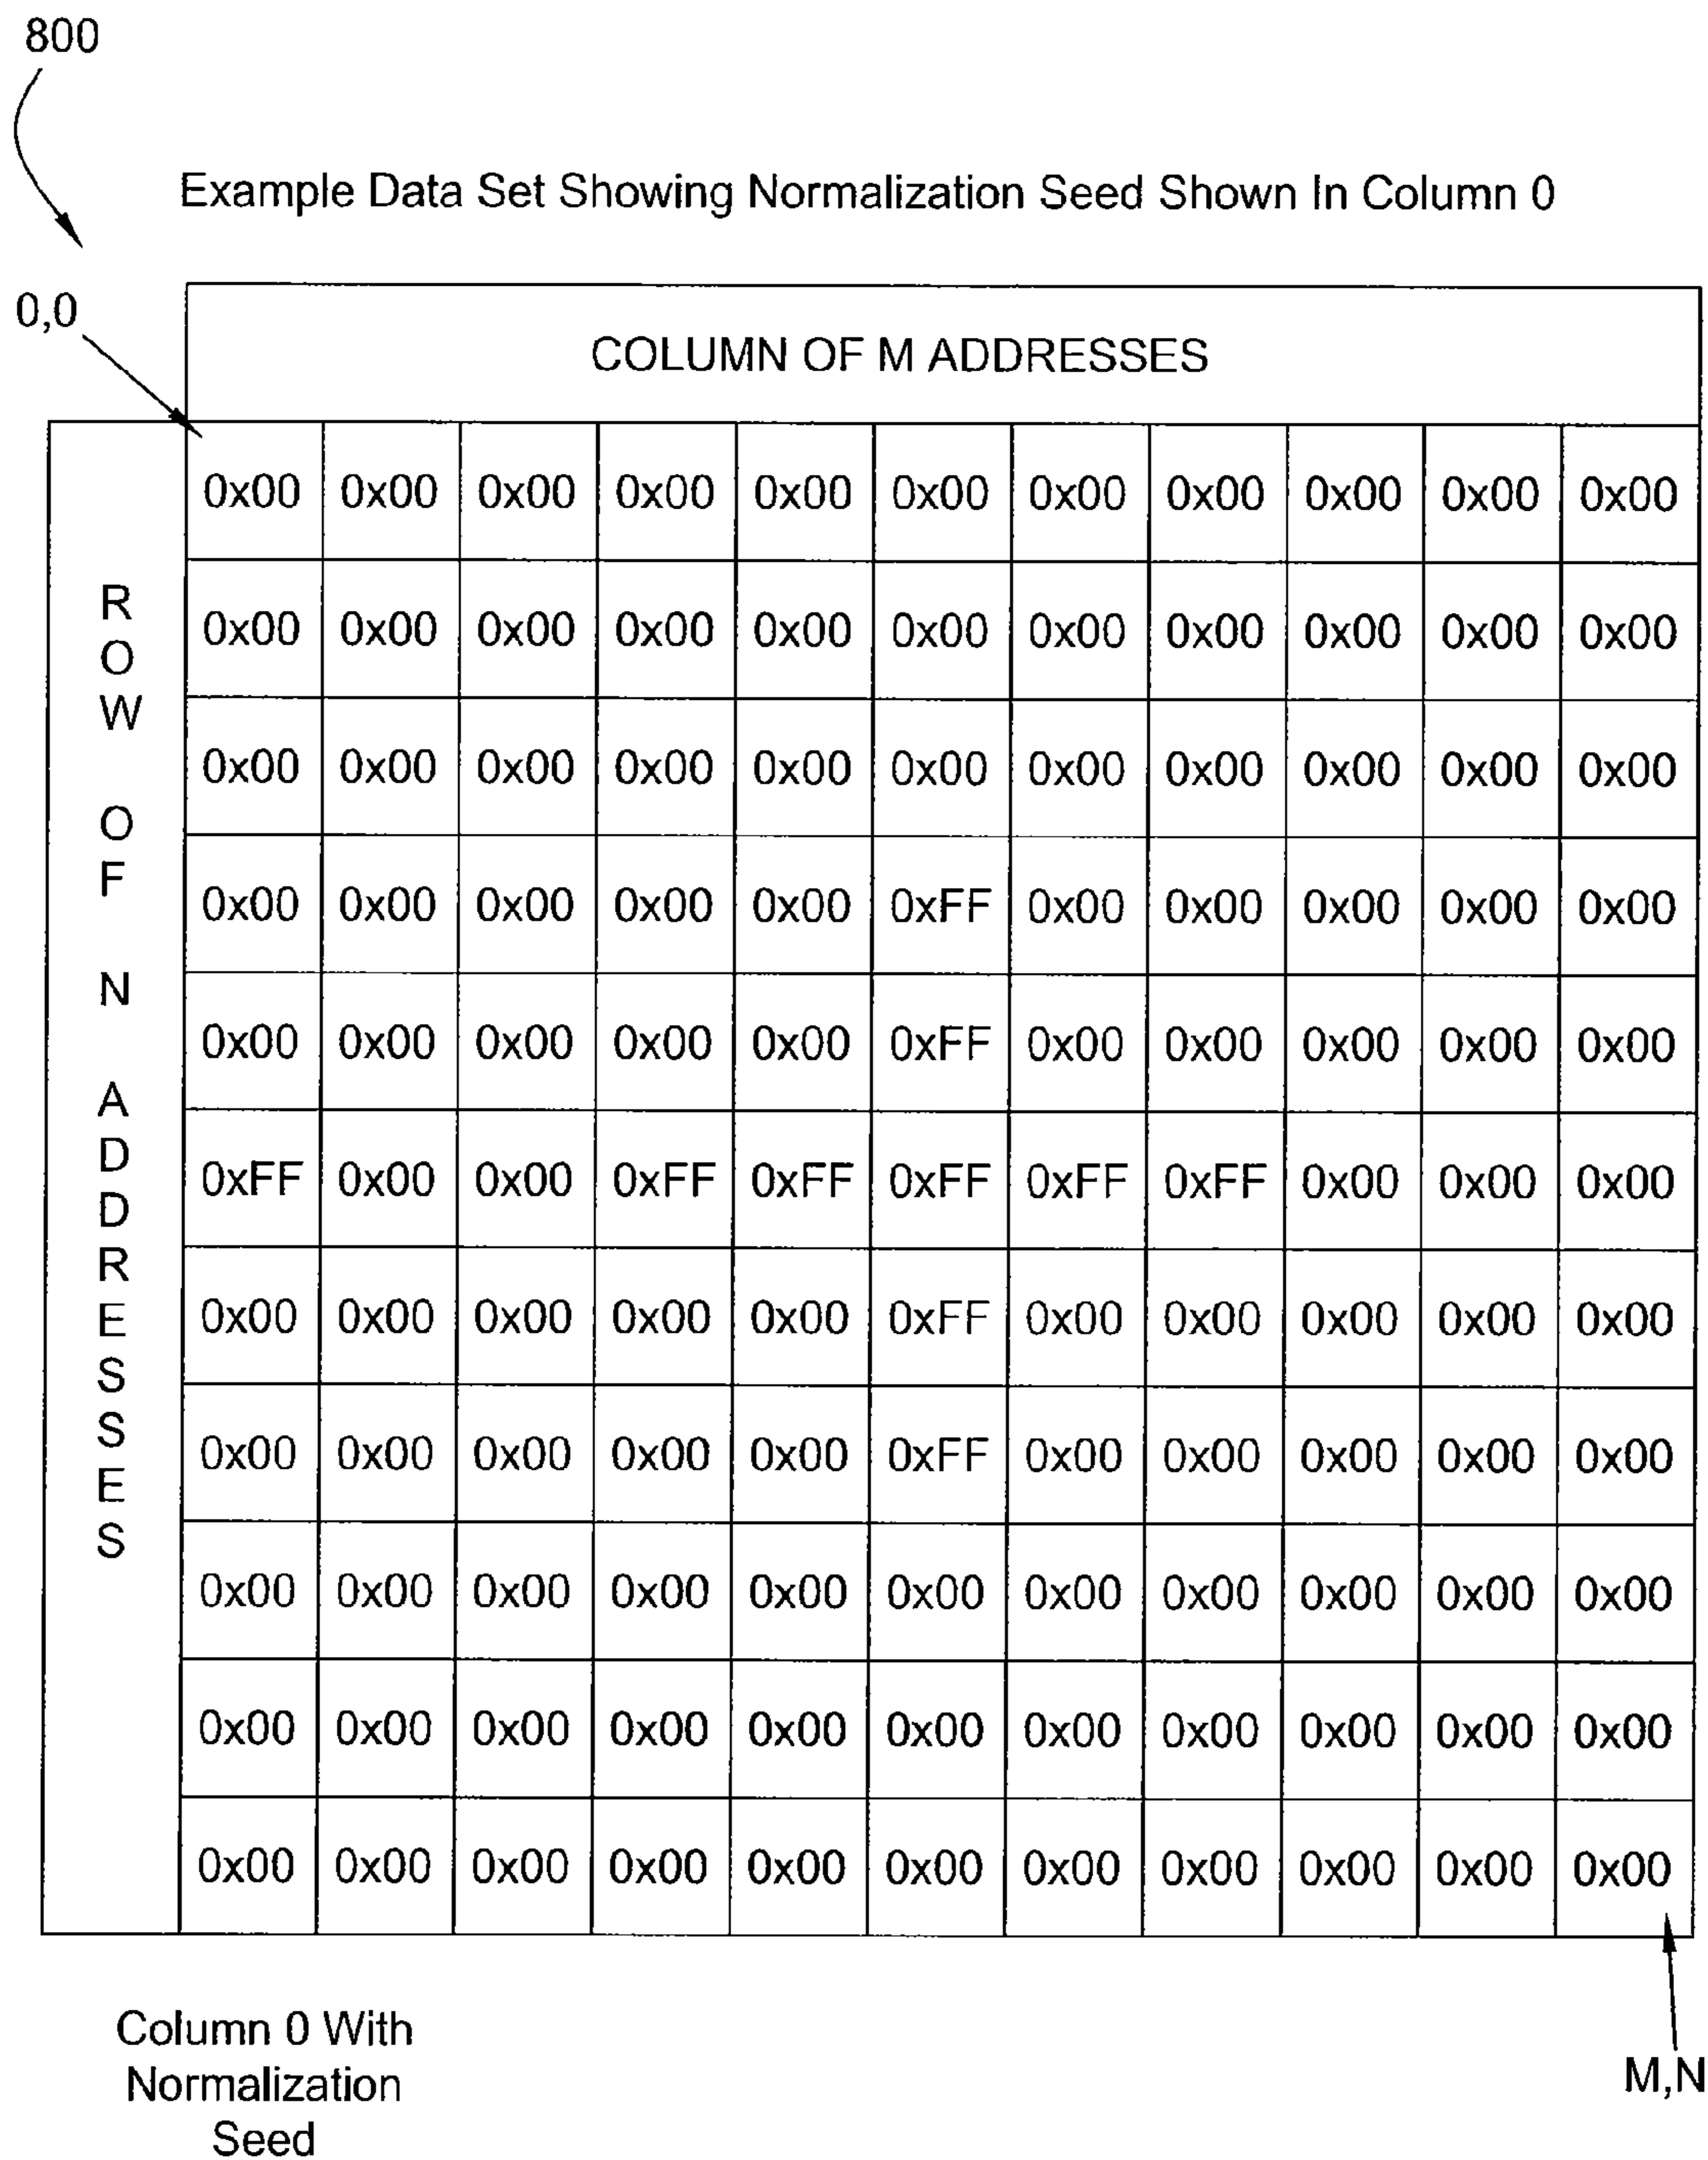 800
Example Data Set Showing Normalization Seed Shown In Column 0
0,0
COLUMN OF M ADDRESSES
ROW OF N ADDRESSES
0x00 0x00 0x00 0x00 0x00 0x00 0x00 0x00 0x00 0x00 0x00
0x00 0x00 0x00 0x00 0x00 0x00 0x00 0x00 0x00 0x00 0x00
0x00 0x00 0x00 0x00 0x00 0x00 0x00 0x00 0x00 0x00 0x00
0x00 0x00 0x00 0x00 0x00 0xFF 0x00 0x00 0x00 0x00 0x00
0x00 0x00 0x00 0x00 0x00 0xFF 0x00 0x00 0x00 0x00 0x00
0xFF 0x00 0x00 0xFF 0xFF 0xFF 0xFF 0xFF 0x00 0x00 0x00
0x00 0x00 0x00 0x00 0x00 0xFF 0x00 0x00 0x00 0x00 0x00
0x00 0x00 0x00 0x00 0x00 0xFF 0x00 0x00 0x00 0x00 0x00
0x00 0x00 0x00 0x00 0x00 0x00 0x00 0x00 0x00 0x00 0x00
0x00 0x00 0x00 0x00 0x00 0x00 0x00 0x00 0x00 0x00 0x00
0x00 0x00 0x00 0x00 0x00 0x00 0x00 0x00 0x00 0x00 0x00
Column 0 With
Normalization
Seed
M,N